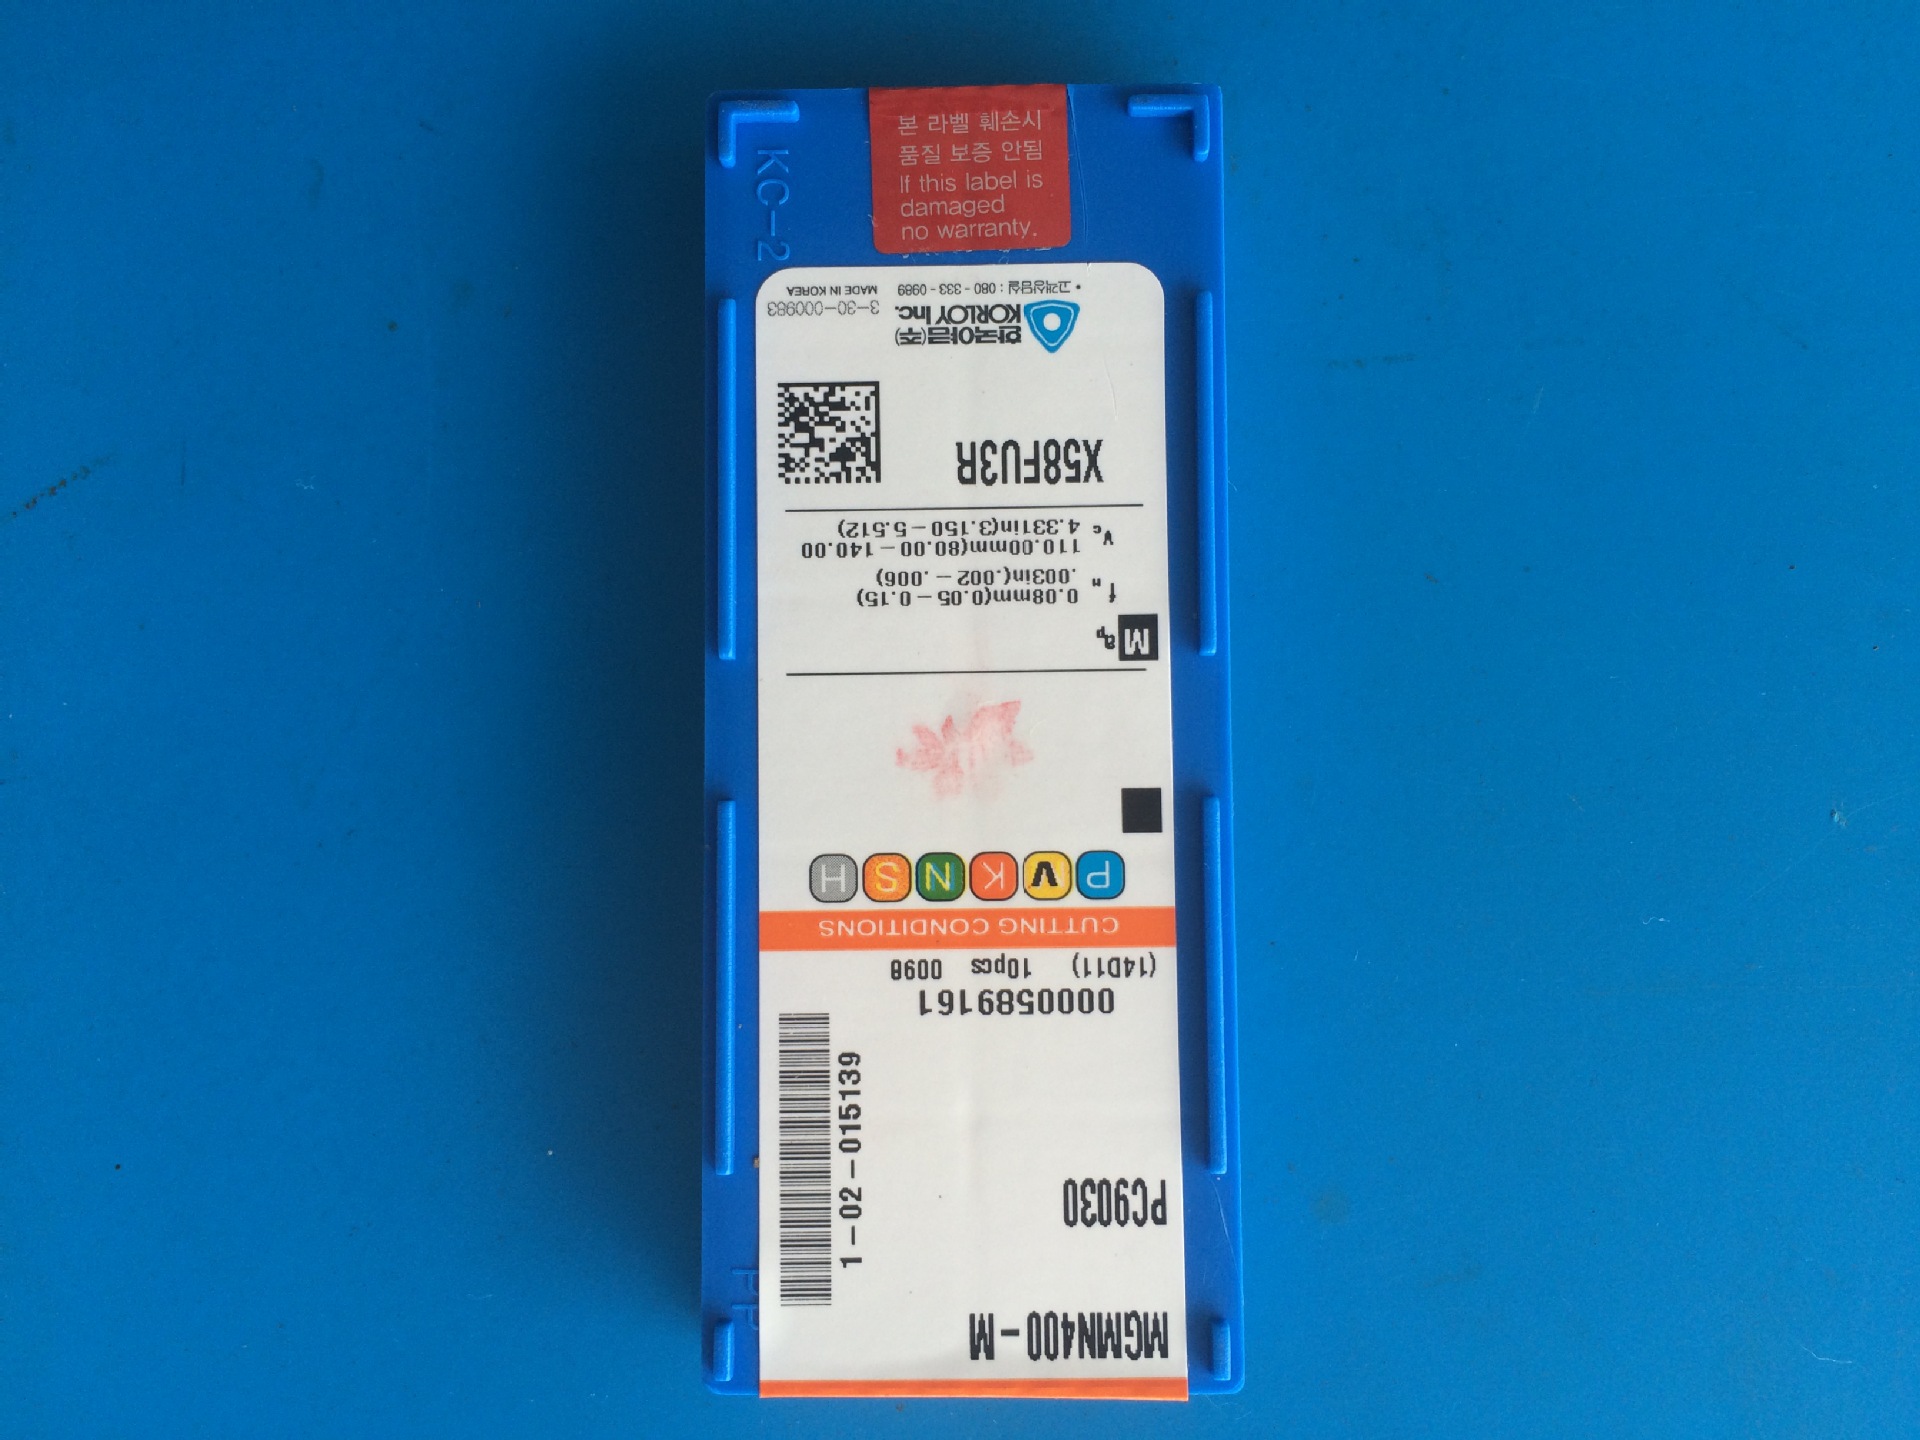 본 라벨 훼손시
품질 보증 안됨
If this label is
damaged
no warranty.
KC-2
MGMN400-M
PC9030
1-02-015139
0000589161
(14D11) 10pcs 0098
CUTTING CONDITIONS
P V K N S H
M ap
fn 0.08mm(0.05-0.15)
.003in(.002-.006)
Vc 110.00mm(80.00-140.00
4.331in(3.150-5.512)
X58FU3R
한국야금(주)
KORLOY Inc.
3-30-000983
• 고객상담실 : 080-333-0989 MADE IN KOREA
PP